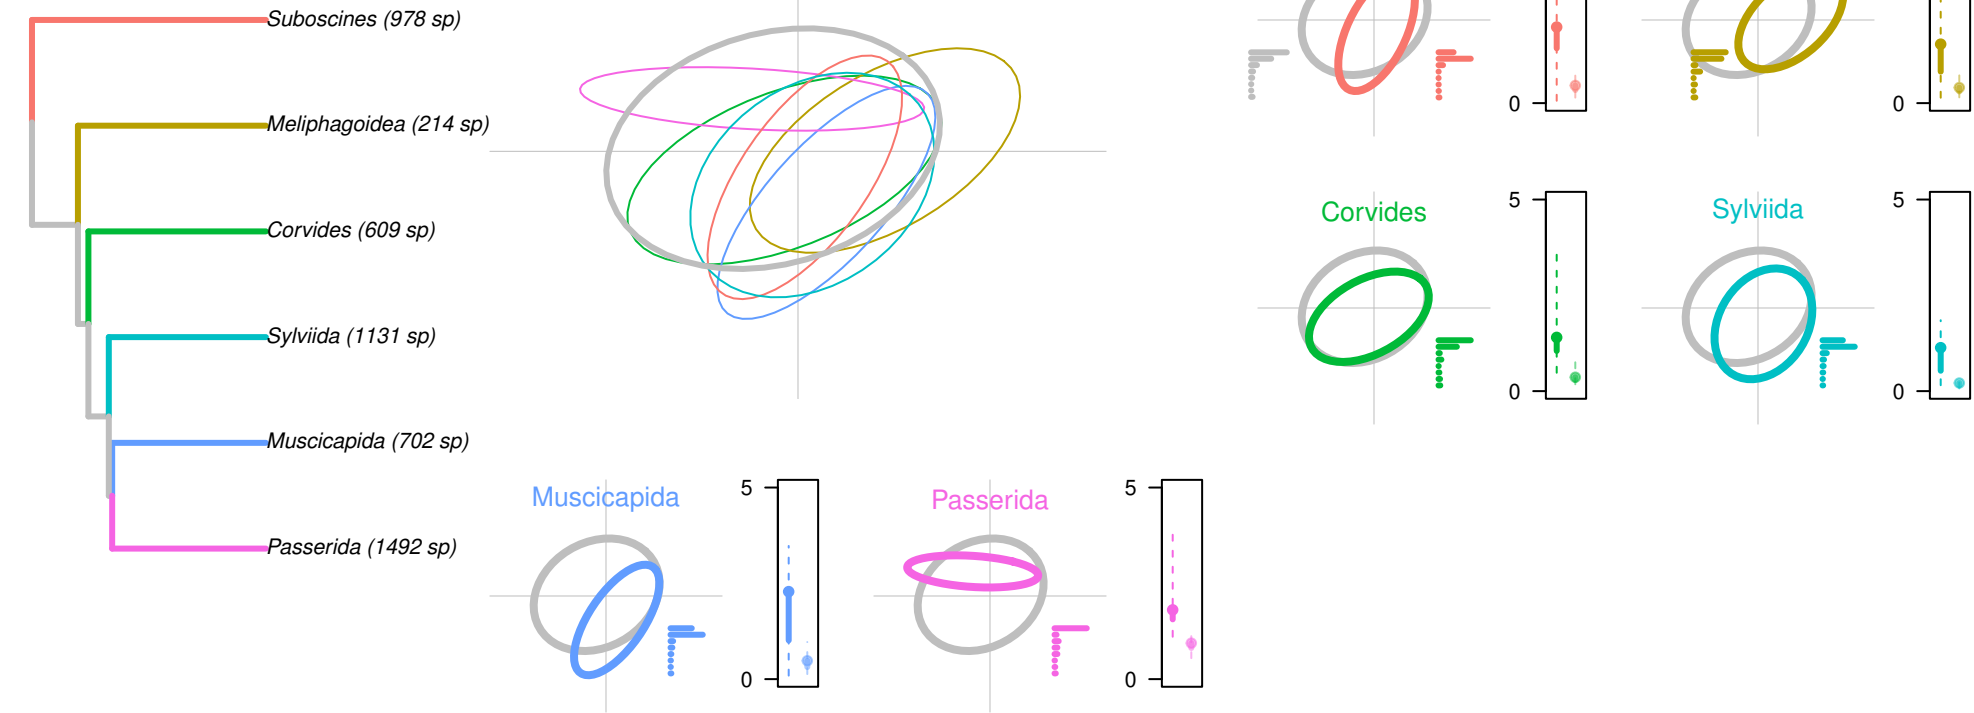 Suboscines (978 sp)
Meliphagoidea (214 sp)
Corvides (609 sp)
Sylviida (1131 sp)
Muscicapida (702 sp)
Passerida (1492 sp)
0
0
Corvides
5
0
Sylviida
5
0
Muscicapida
5
0
Passerida
5
0